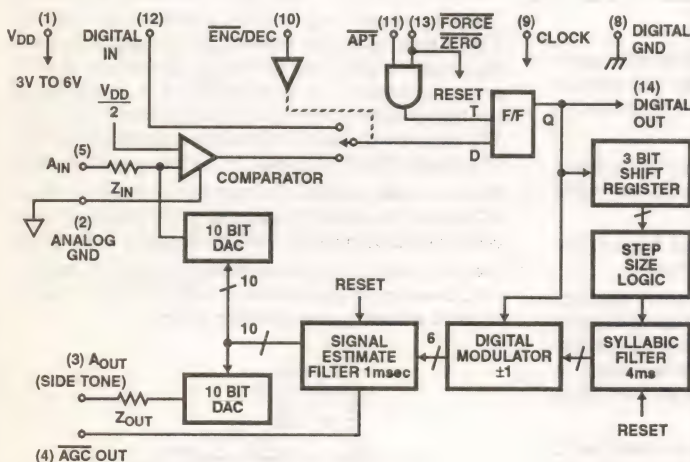 (1)
(12)
(10)
(11) (13) FORCE
(9)
(8)
VDD
DIGITAL
IN
ENC/DEC
APT
ZERO
CLOCK
DIGITAL
GND
3V TO 6V
RESET
(14)
DIGITAL
OUT
VDD
2
T
F/F
Q
(5)
AIN
D
3 BIT
SHIFT
REGISTER
ZIN
COMPARATOR
(2)
ANALOG
GND
10 BIT
DAC
STEP
SIZE
LOGIC
10
RESET
10
SIGNAL
ESTIMATE
FILTER 1msec
6
DIGITAL
MODULATOR
±1
SYLLABIC
FILTER
4ms
(3) AOUT
(SIDE TONE)
10 BIT
DAC
ZOUT
RESET
(4) AGC OUT